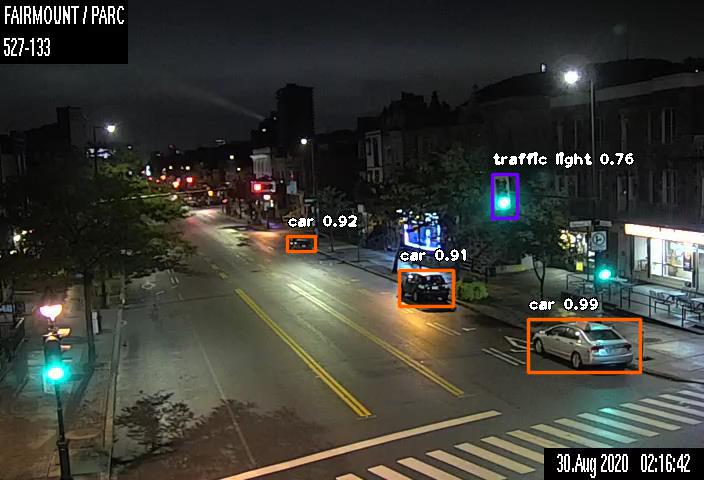 FAIRMOUNT / PARC
527-133
traffic light 0.76
car 0.92
car 0.91
car 0.99
30.Aug 2020 02:16:42